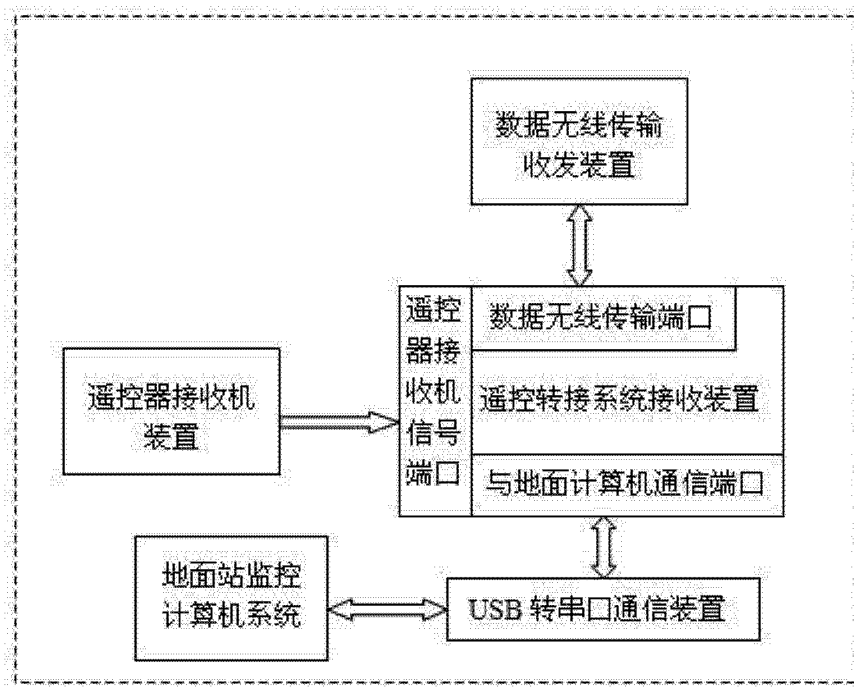 数据无线传输
收发装置
遥控
器接
收机
信号
端口
数据无线传输端口
遥控器接收机
装置
遥控转接系统接收装置
与地面计算机通信端口
地面站监控
计算机系统
USB 转串口通信装置